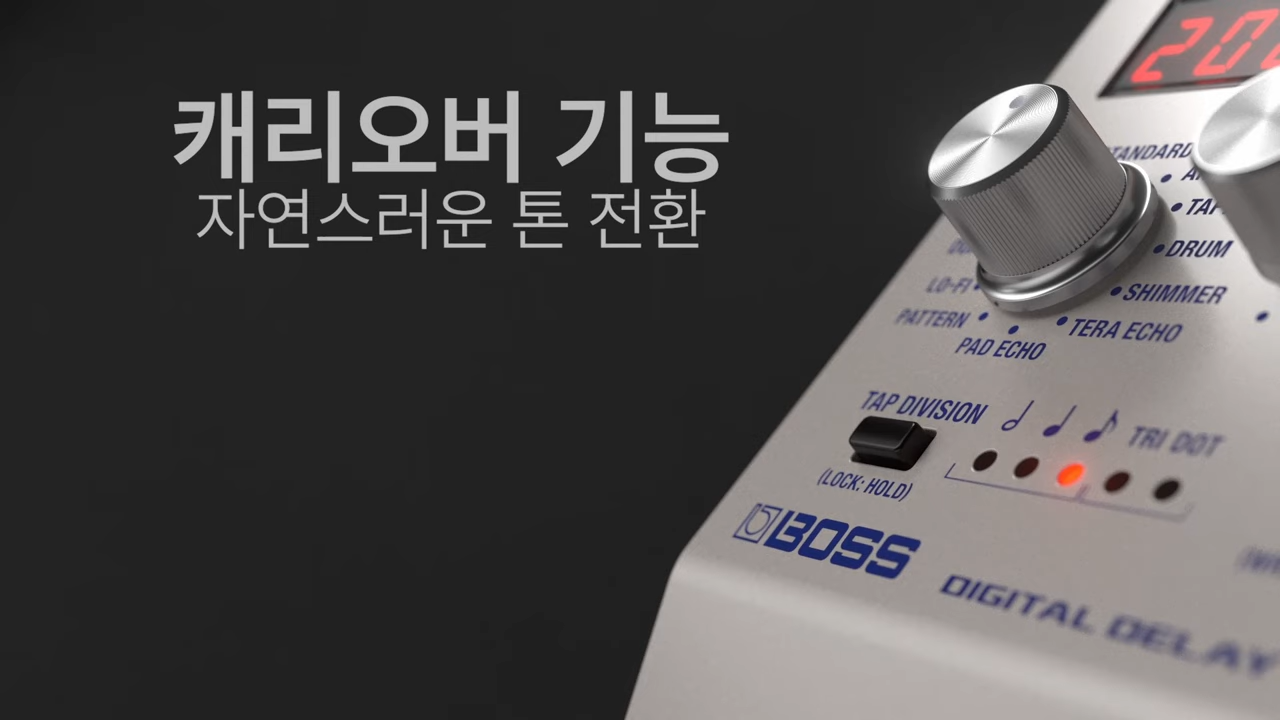 캐리오버 기능
자연스러운 톤 전환
200
STANDARD
DRUM
LO-FI
SHIMMER
PATTERN
TERA ECHO
PAD ECHO
TAP DIVISION
TRI DOT
(LOCK: HOLD)
BOSS
DIGITAL DELAY